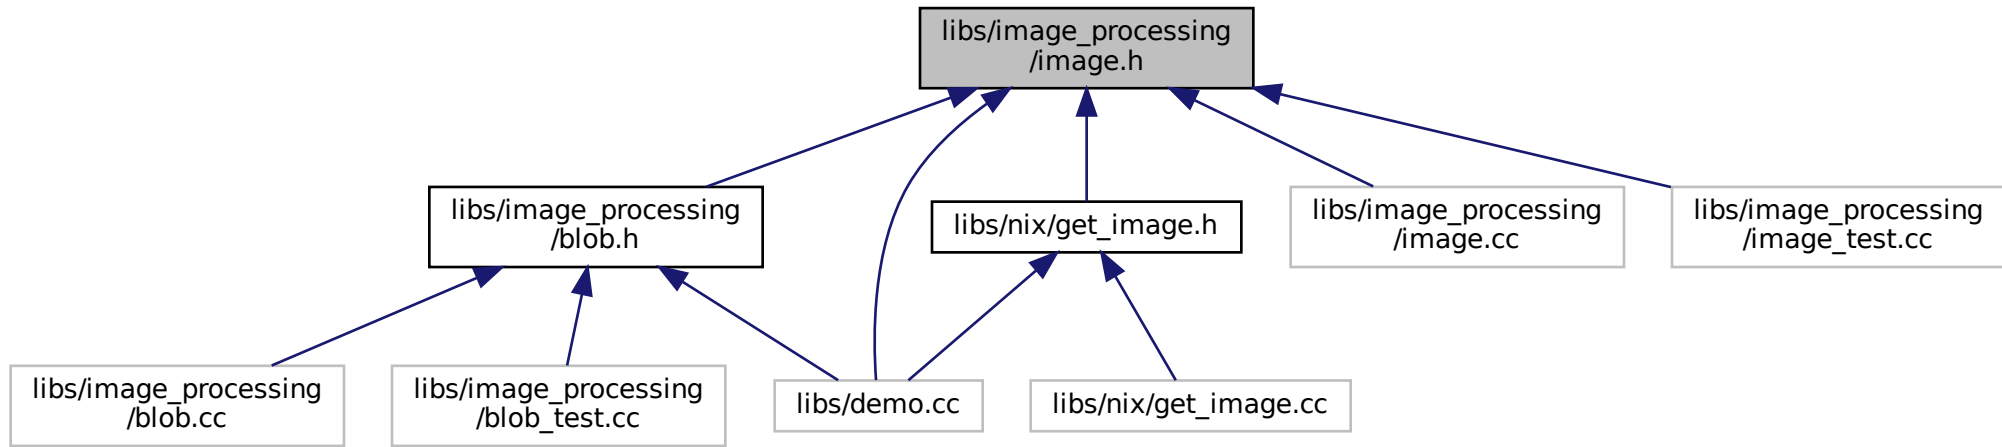 libs/image_processing
/image.h
libs/image_processing
/blob.h
libs/nix/get_image.h
libs/image_processing
/image.cc
libs/image_processing
/image_test.cc
libs/image_processing
/blob.cc
libs/image_processing
/blob_test.cc
libs/demo.cc
libs/nix/get_image.cc